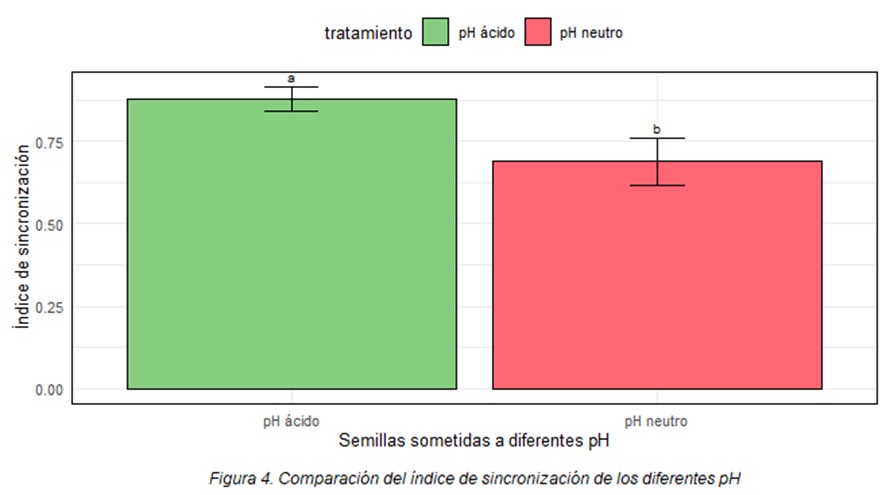 tratamiento pH ácido pH neutro
a
b
Índice de sincronización
0.75
0.50
0.25
0.00
pH ácido pH neutro
Semillas sometidas a diferentes pH
Figura 4. Comparación del índice de sincronización de los diferentes pH